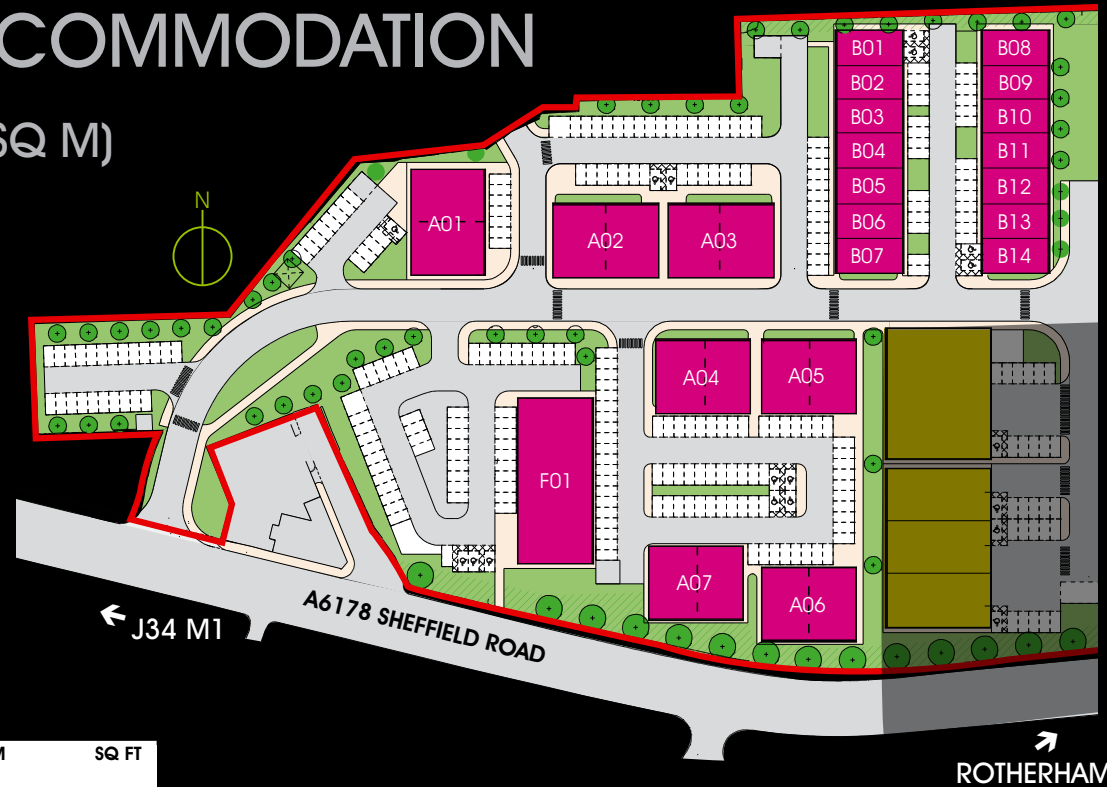 COMMODATION
SQ M)
N
A01
A02
A03
B01
B02
B03
B04
B05
B06
B07
B08
B09
B10
B11
B12
B13
B14
A04
A05
F01
A07
A06
J34 M1
A6178 SHEFFIELD ROAD
ROTHERHAM
M SQ FT